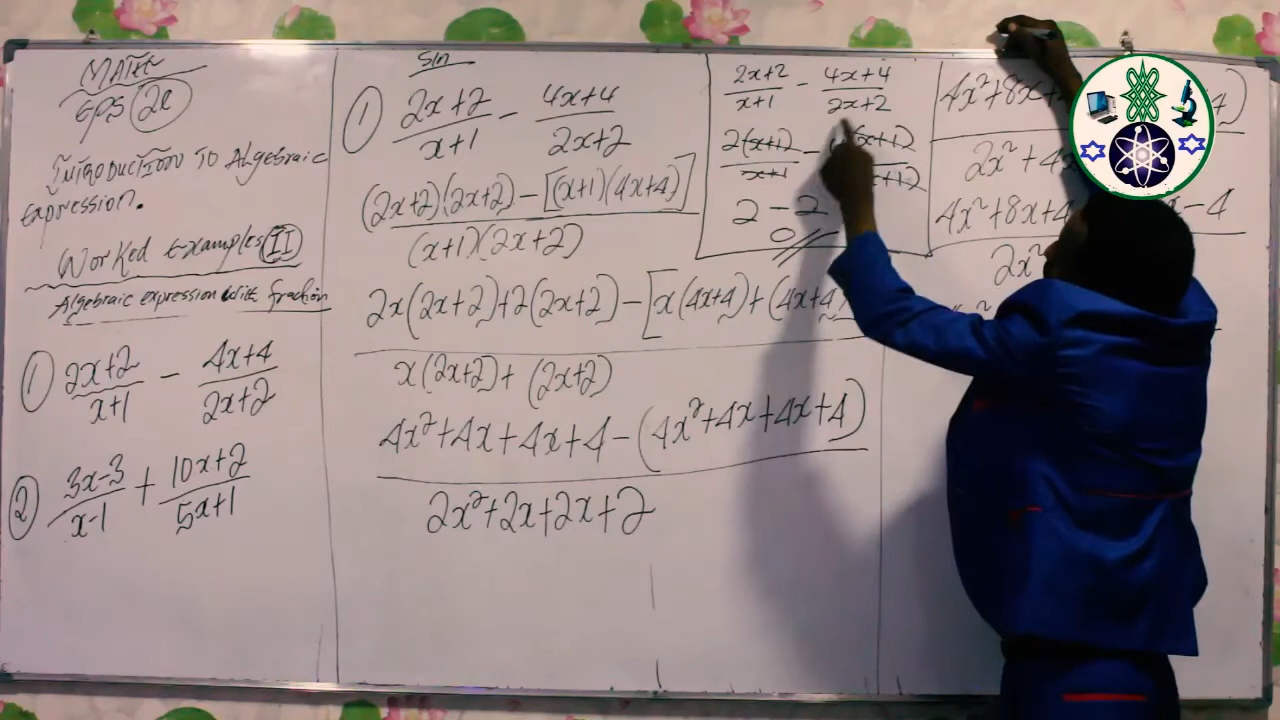 MATH
EPS 2e
INTRODUCTION TO Algebraic
Expression.
Worked Examples II
Algebraic expression with fraction
① (2x+2)/(x+1) − (4x+4)/(2x+2)
② (3x-3)/(x-1) + (10x+2)/(5x+1)
Sln
① (2x+2)/(x+1) − (4x+4)/(2x+2)
(2x+2)(2x+2) − [(x+1)(4x+4)]
(x+1)(2x+2)
2x(2x+2)+2(2x+2) − [x(4x+4)+(4x+4)
x(2x+2)+ (2x+2)
4x²+4x+4x+4 − (4x²+4x+4x+4)
2x²+2x+2x+2
(2x+2)/(x+1) − (4x+4)/(2x+2)
2(x+1) −
x+1
2 − 2
0
4x²+8x+
2x²+4x
4x²+8x+4
− 4
2x²